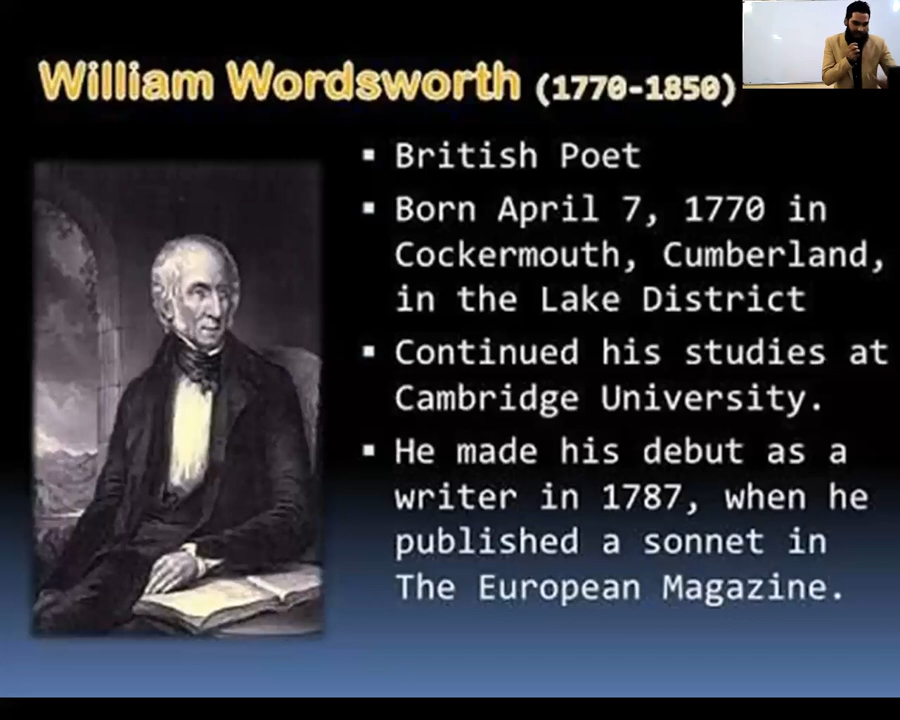 William Wordsworth (1770-1850)
▪ British Poet
▪ Born April 7, 1770 in
Cockermouth, Cumberland,
in the Lake District
▪ Continued his studies at
Cambridge University.
▪ He made his debut as a
writer in 1787, when he
published a sonnet in
The European Magazine.